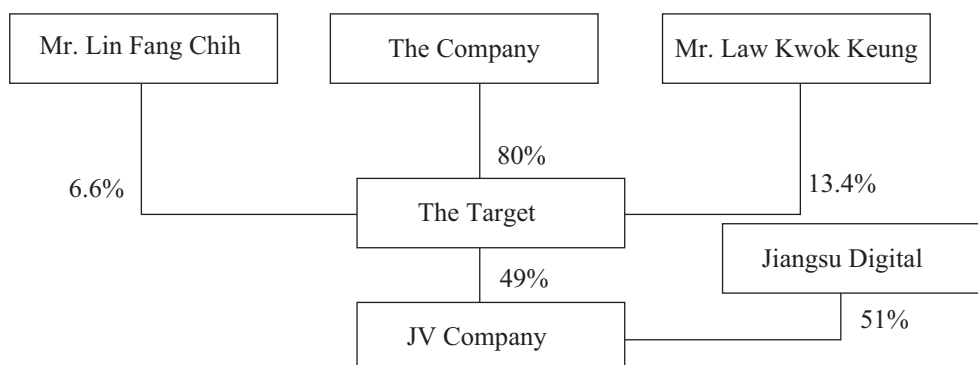 Mr. Lin Fang Chih
The Company
Mr. Law Kwok Keung
80%
6.6%
13.4%
The Target
Jiangsu Digital
49%
51%
JV Company